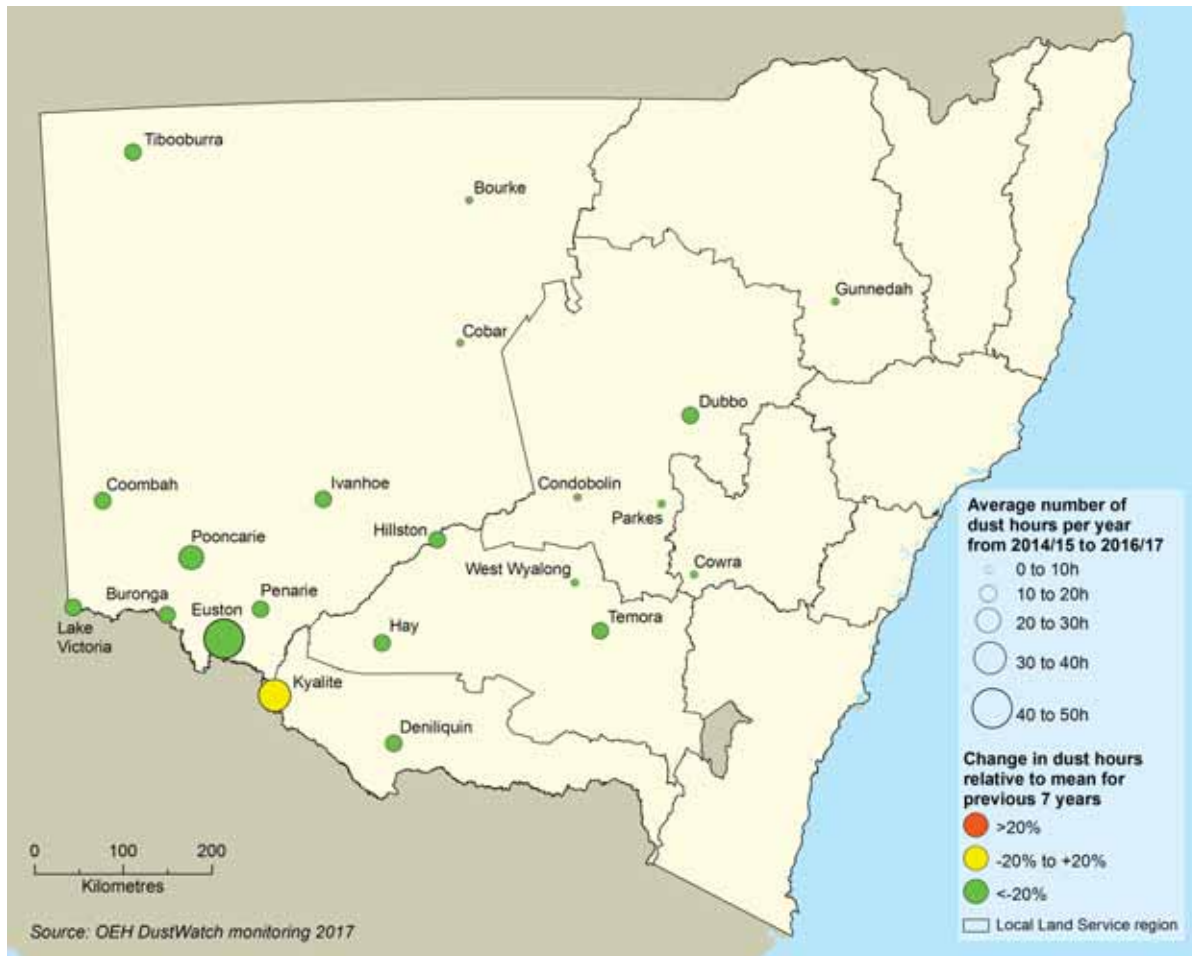 Tibooburra
Bourke
Gunnedah
Cobar
Dubbo
Coombah
Ivanhoe
Condobolin
Parkes
Hillston
Pooncarie
West Wyalong
Cowra
Buronga
Euston
Penarie
Lake
Victoria
Hay
Temora
Kyalite
Deniliquin
Average number of
dust hours per year
from 2014/15 to 2016/17
0 to 10h
10 to 20h
20 to 30h
30 to 40h
40 to 50h
Change in dust hours
relative to mean for
previous 7 years
>20%
-20% to +20%
<-20%
Local Land Service region
0 100 200
Kilometres
Source: OEH DustWatch monitoring 2017